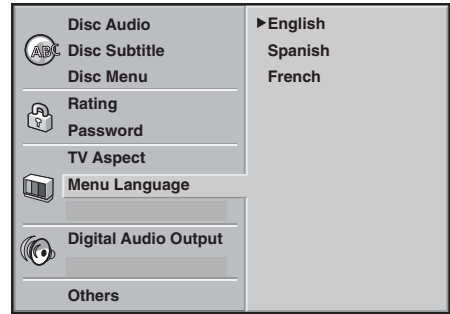 Disc Audio
ABC Disc Subtitle
Disc Menu
Rating
Password
TV Aspect
Menu Language
Digital Audio Output
Others
▶English
Spanish
French